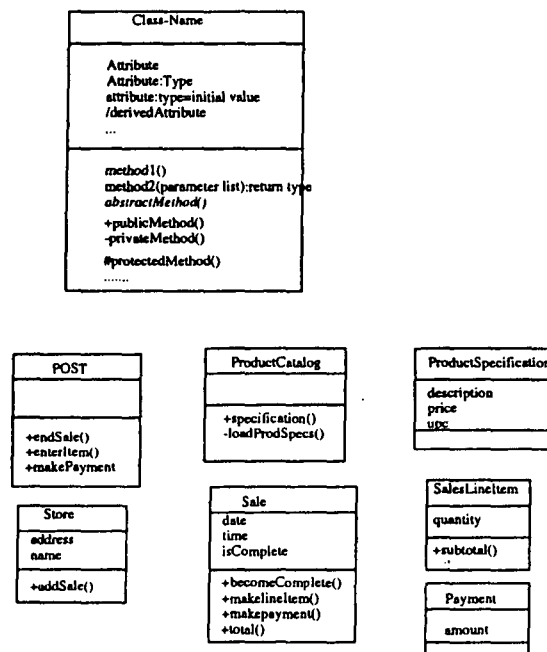 Class-Name
Attribute
Attribute:Type
attribute:type=initial value
/derivedAttribute
...
method1()
method2(parameter list):return type
abstractMethod()
+publicMethod()
-privateMethod()
#protectedMethod()
.......
POST
+endSale()
+enterItem()
+makePayment
ProductCatalog
+specification()
-loadProdSpecs()
ProductSpecification
description
price
upc
Store
address
name
+addSale()
Sale
date
time
isComplete
+becomeComplete()
+makelineItem()
+makepayment()
+total()
SalesLineItem
quantity
+subtotal()
Payment
amount